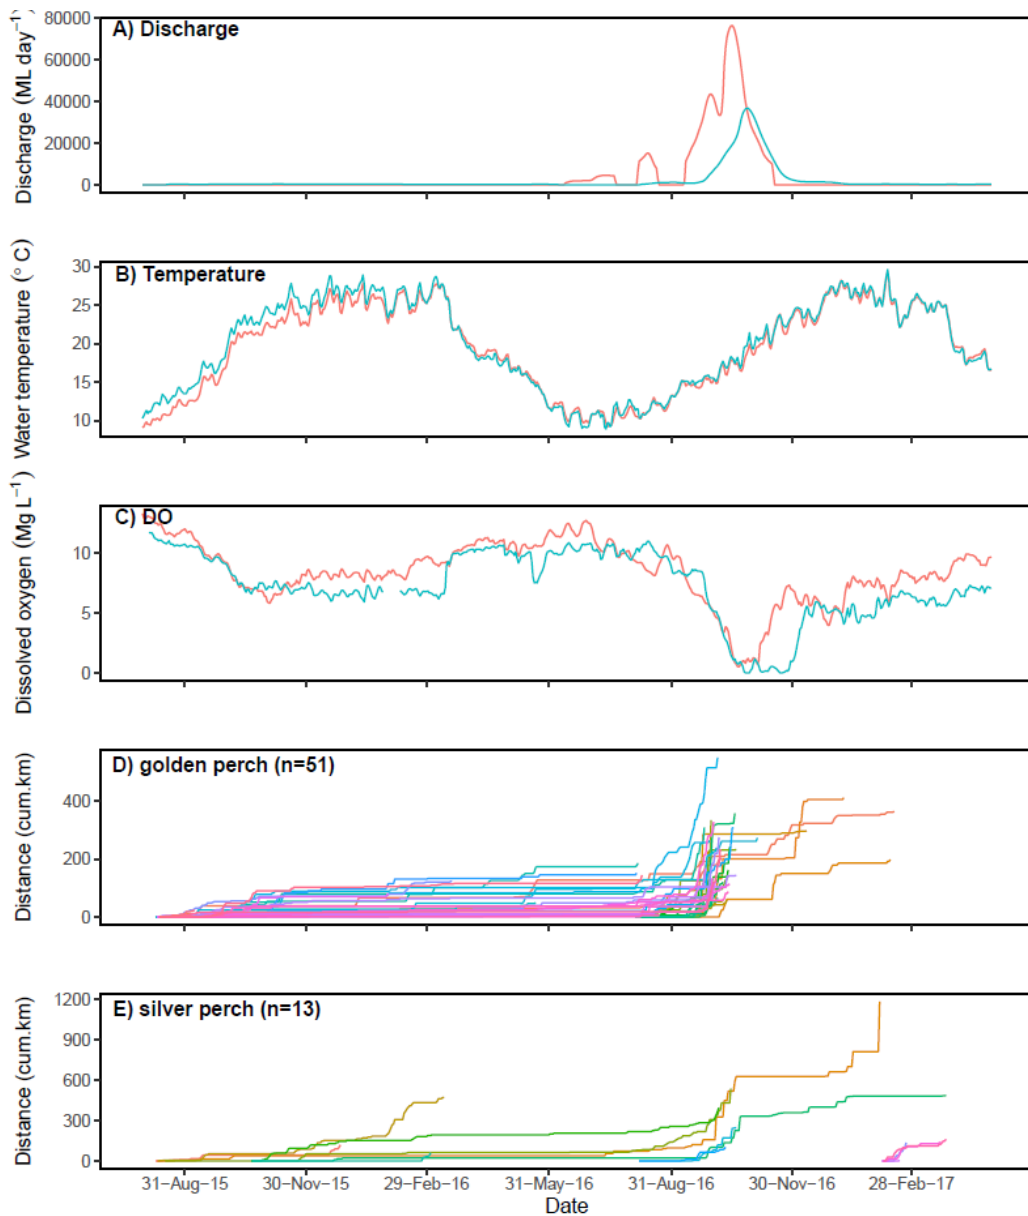 A) Discharge
Discharge (ML day−1)
80000
60000
40000
20000
0
B) Temperature
Water temperature (° C)
30
25
20
15
10
C) DO
Dissolved oxygen (Mg L−1)
10
5
0
D) golden perch (n=51)
Distance (cum.km)
400
200
0
E) silver perch (n=13)
Distance (cum.km)
1200
900
600
300
0
31−Aug−15 30−Nov−15 29−Feb−16 31−May−16 31−Aug−16 30−Nov−16 28−Feb−17
Date